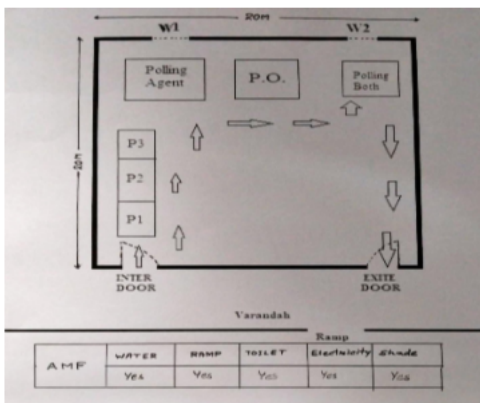 20M
W1
W2
Polling
Agent
P.O.
Polling
Both
20M
P3
P2
P1
INTER
DOOR
EXITE
DOOR
Varandah
Ramp
AMF
WATER RAMP TOILET Electricity Shade
Yes Yes Yes Yes Yes